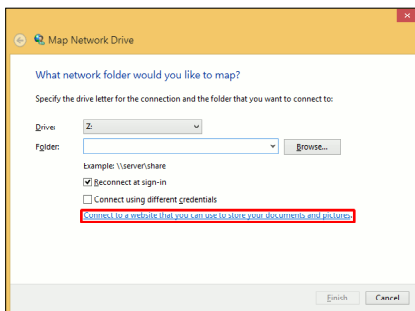 Map Network Drive
What network folder would you like to map?
Specify the drive letter for the connection and the folder that you want to connect to:
Drive: Z:
Folder: Browse...
Example: \\server\share
Reconnect at sign-in
Connect using different credentials
Connect to a website that you can use to store your documents and pictures.
Finish Cancel